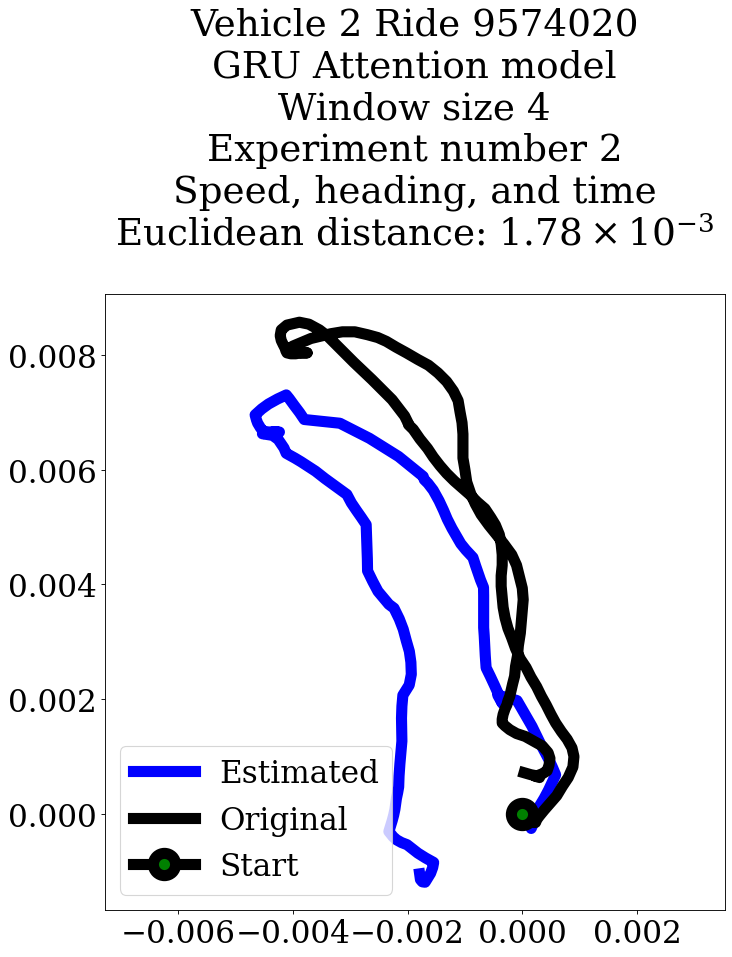 Vehicle 2 Ride 9574020
GRU Attention model
Window size 4
Experiment number 2
Speed, heading, and time
Euclidean distance: 1.78 × 10⁻³
0.008
0.006
0.004
0.002
0.000
Estimated
Original
Start
−0.006 −0.004 −0.002 0.000 0.002